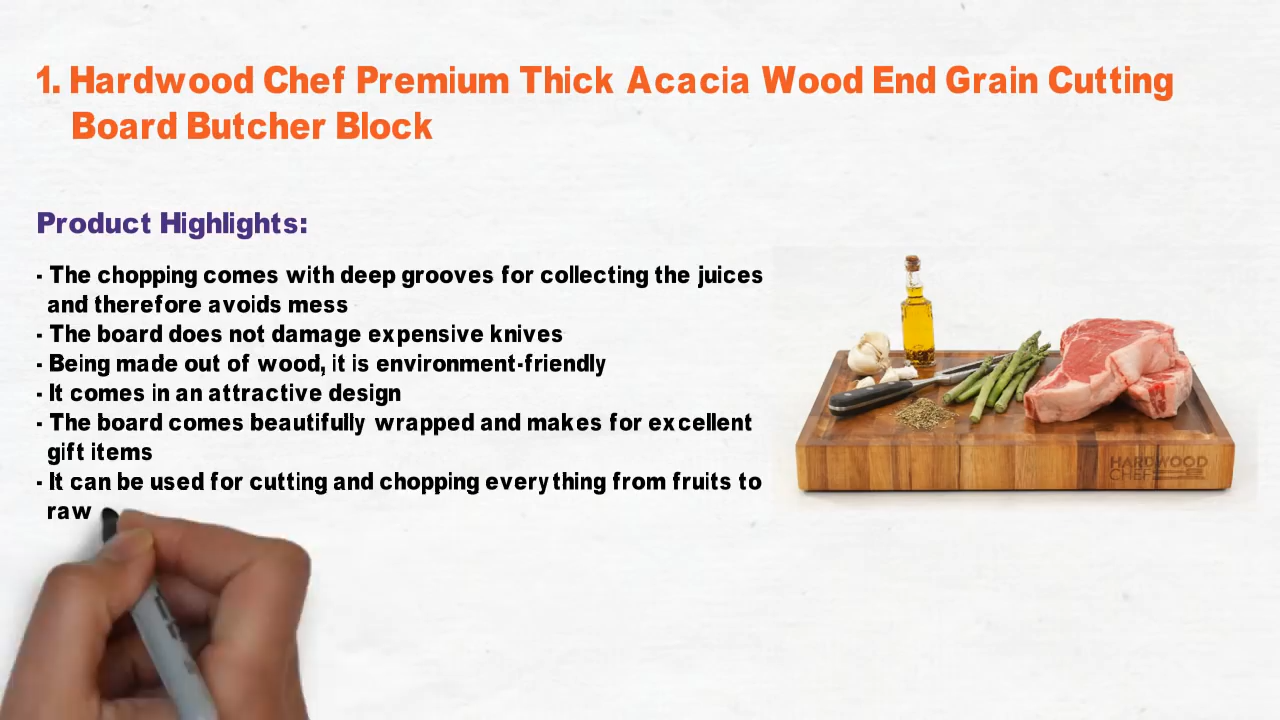 1. Hardwood Chef Premium Thick Acacia Wood End Grain Cutting
Board Butcher Block
Product Highlights:
- The chopping comes with deep grooves for collecting the juices
and therefore avoids mess
- The board does not damage expensive knives
- Being made out of wood, it is environment-friendly
- It comes in an attractive design
- The board comes beautifully wrapped and makes for excellent
gift items
- It can be used for cutting and chopping everything from fruits to
raw
HARDWOOD
CHEF